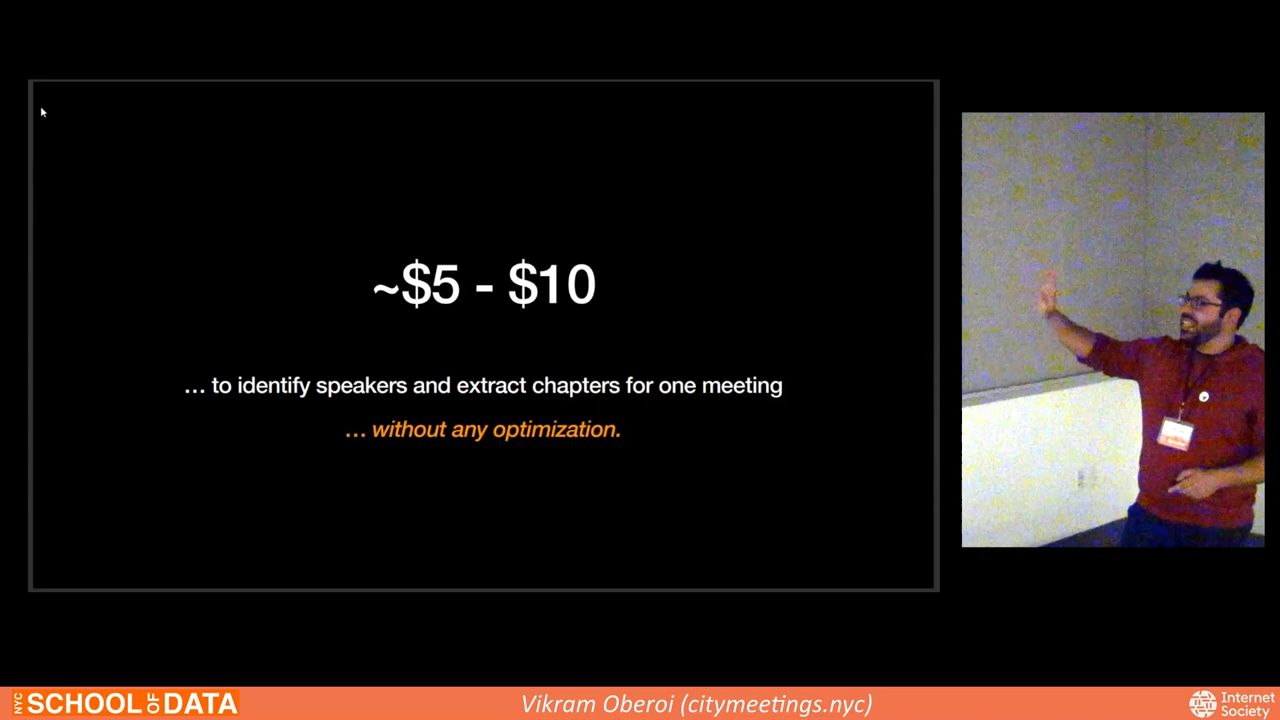 ~$5 - $10
… to identify speakers and extract chapters for one meeting
… without any optimization.
NYC SCHOOL OF DATA
Vikram Oberoi (citymeetings.nyc)
Internet
Society